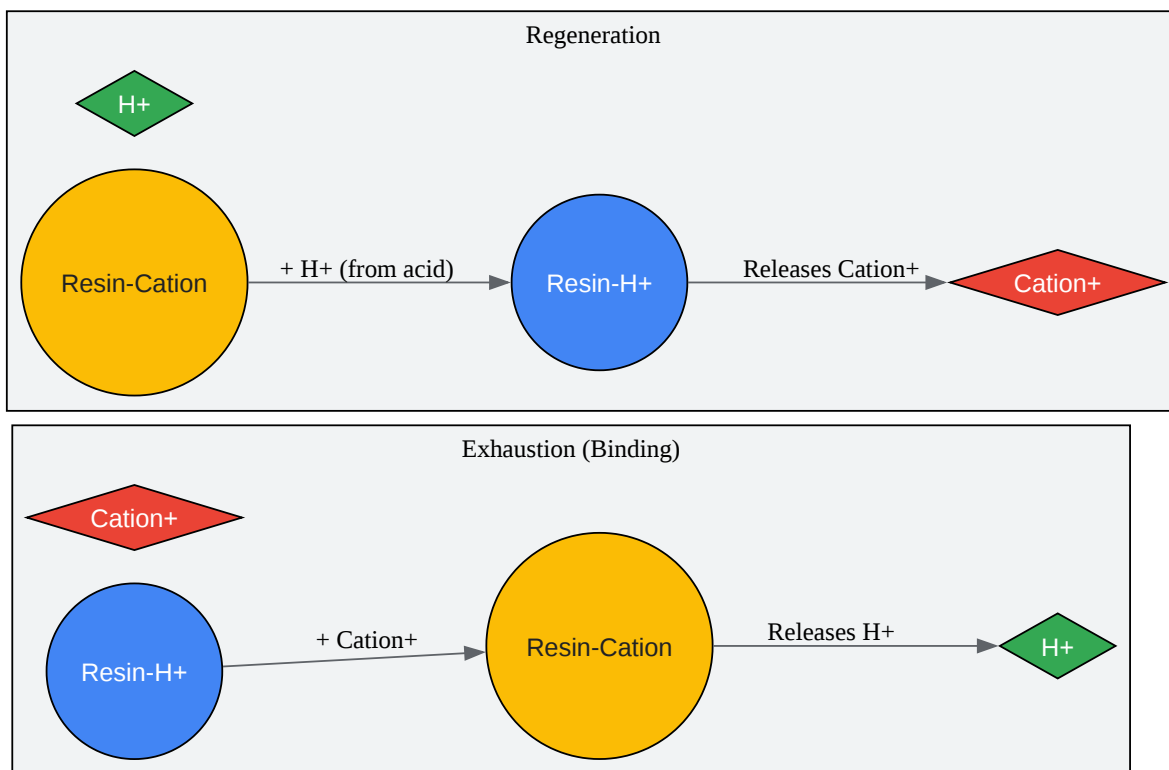 Regeneration
H+
Resin-Cation
+ H+ (from acid)
Resin-H+
Releases Cation+
Cation+
Exhaustion (Binding)
Cation+
Resin-H+
+ Cation+
Resin-Cation
Releases H+
H+